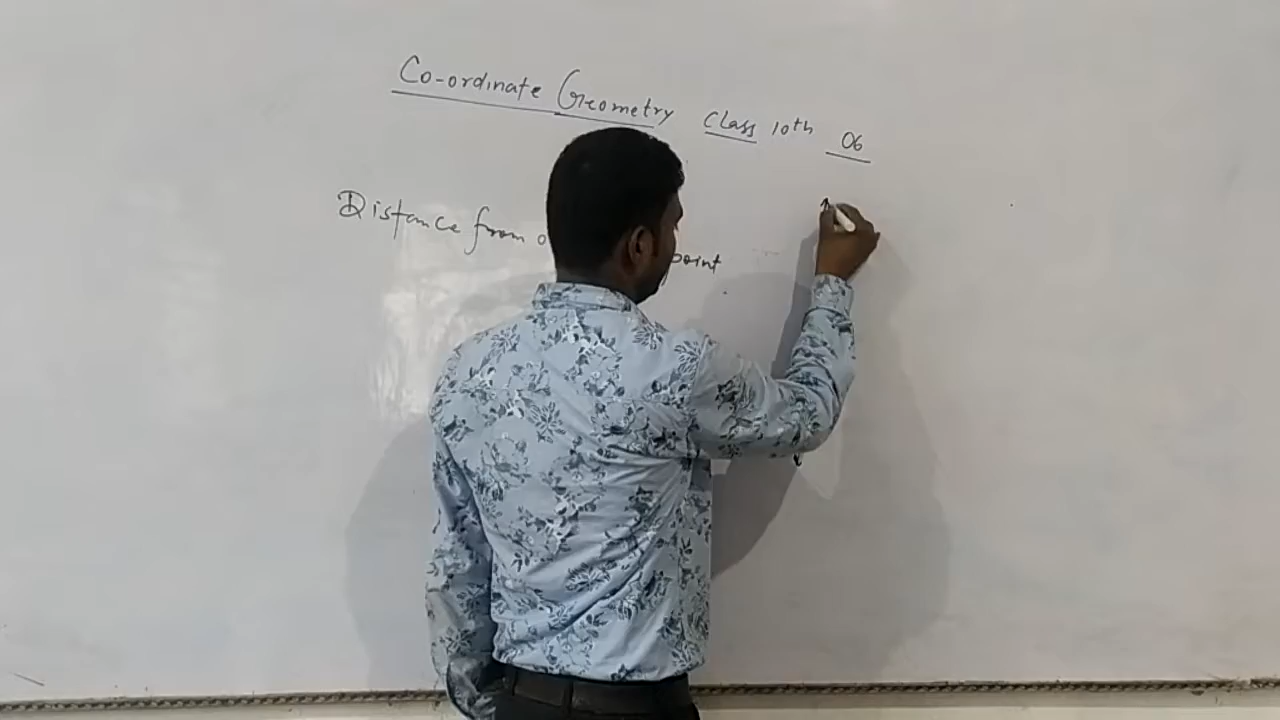 Co-ordinate Geometry Class 10th 06
Distance from point